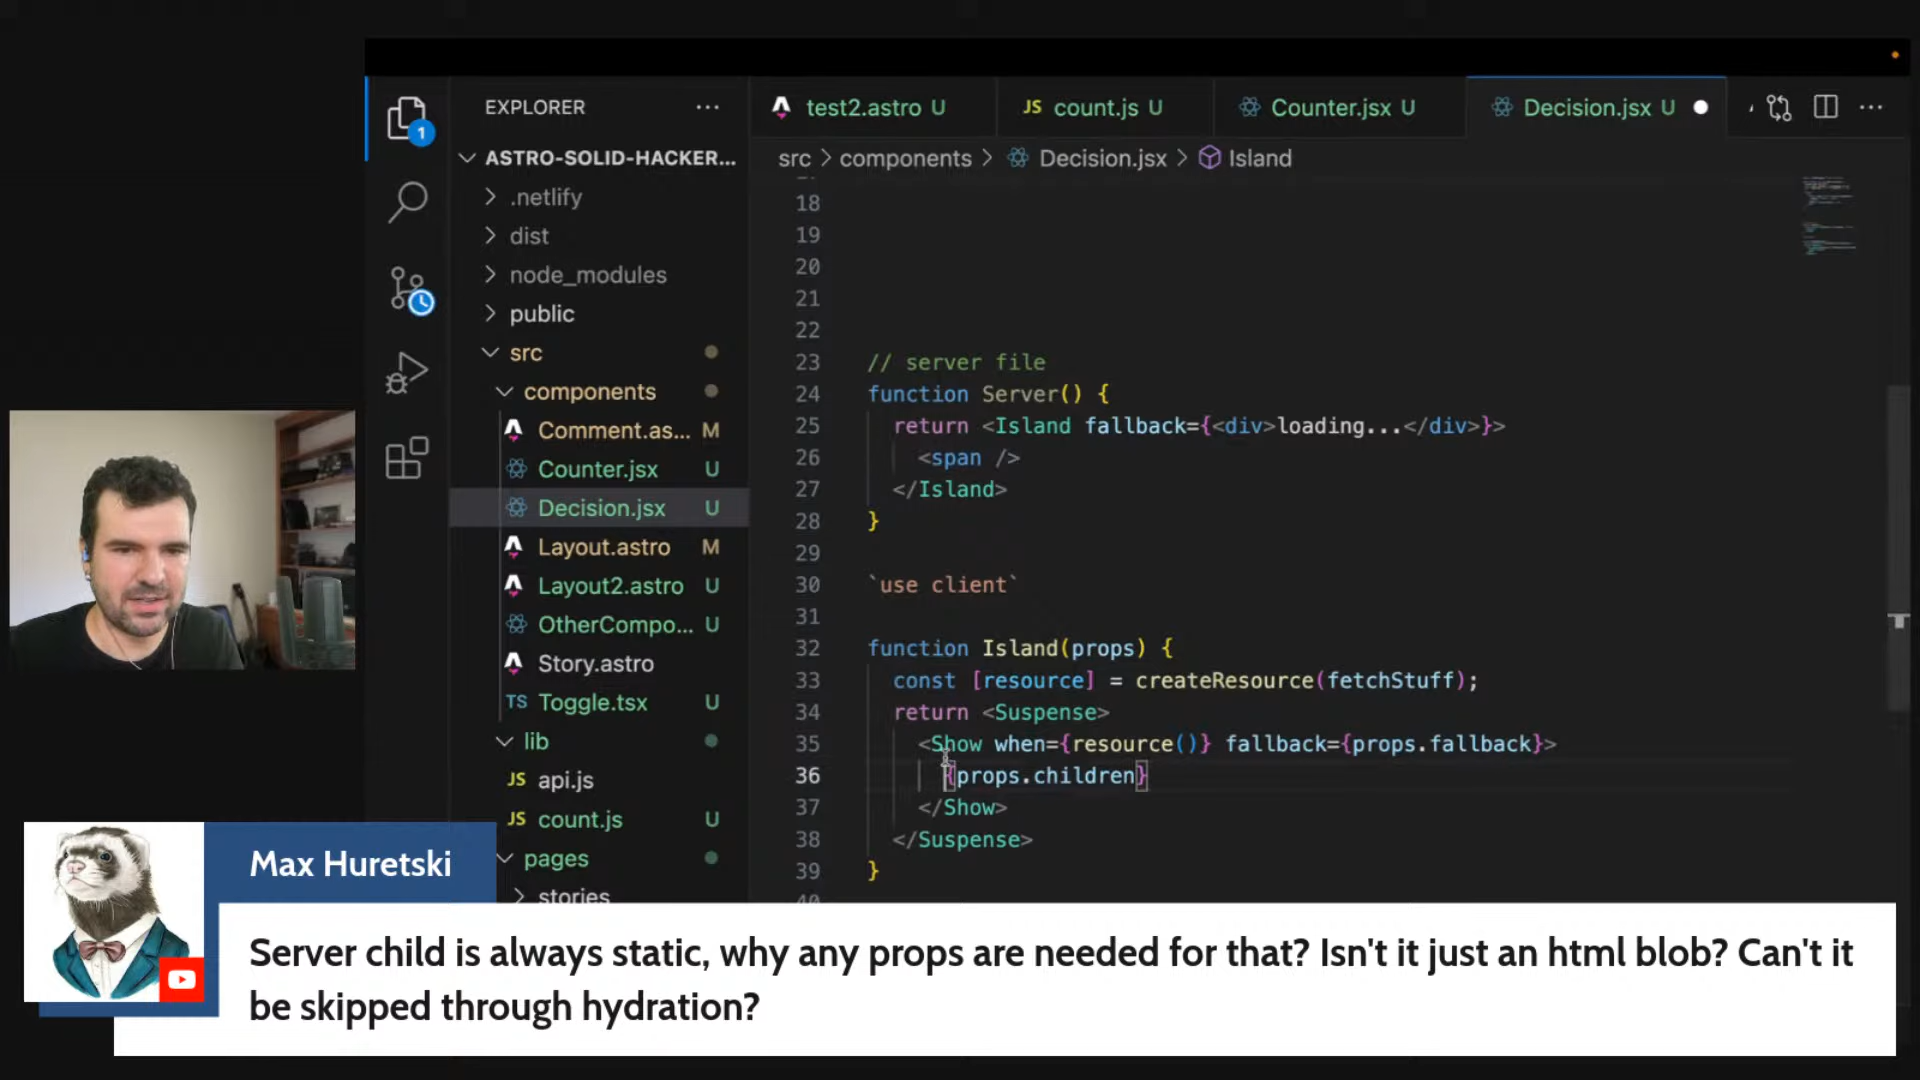 EXPLORER
ASTRO-SOLID-HACKER...
.netlify
dist
node_modules
public
src
components
Comment.as... M
Counter.jsx U
Decision.jsx U
Layout.astro M
Layout2.astro U
OtherCompo... U
Story.astro
TS Toggle.tsx U
lib
JS api.js
JS count.js U
pages
stories
1
test2.astro U
JS count.js U
Counter.jsx U
Decision.jsx U
src > components > Decision.jsx > Island
18
19
20
21
22
23 // server file
24 function Server() {
25 return <Island fallback={<div>loading...</div>}>
26 <span />
27 </Island>
28 }
29
30 `use client`
31
32 function Island(props) {
33 const [resource] = createResource(fetchStuff);
34 return <Suspense>
35 <Show when={resource()} fallback={props.fallback}>
36 {props.children}
37 </Show>
38 </Suspense>
39 }
Max Huretski
Server child is always static, why any props are needed for that? Isn't it just an html blob? Can't it
be skipped through hydration?